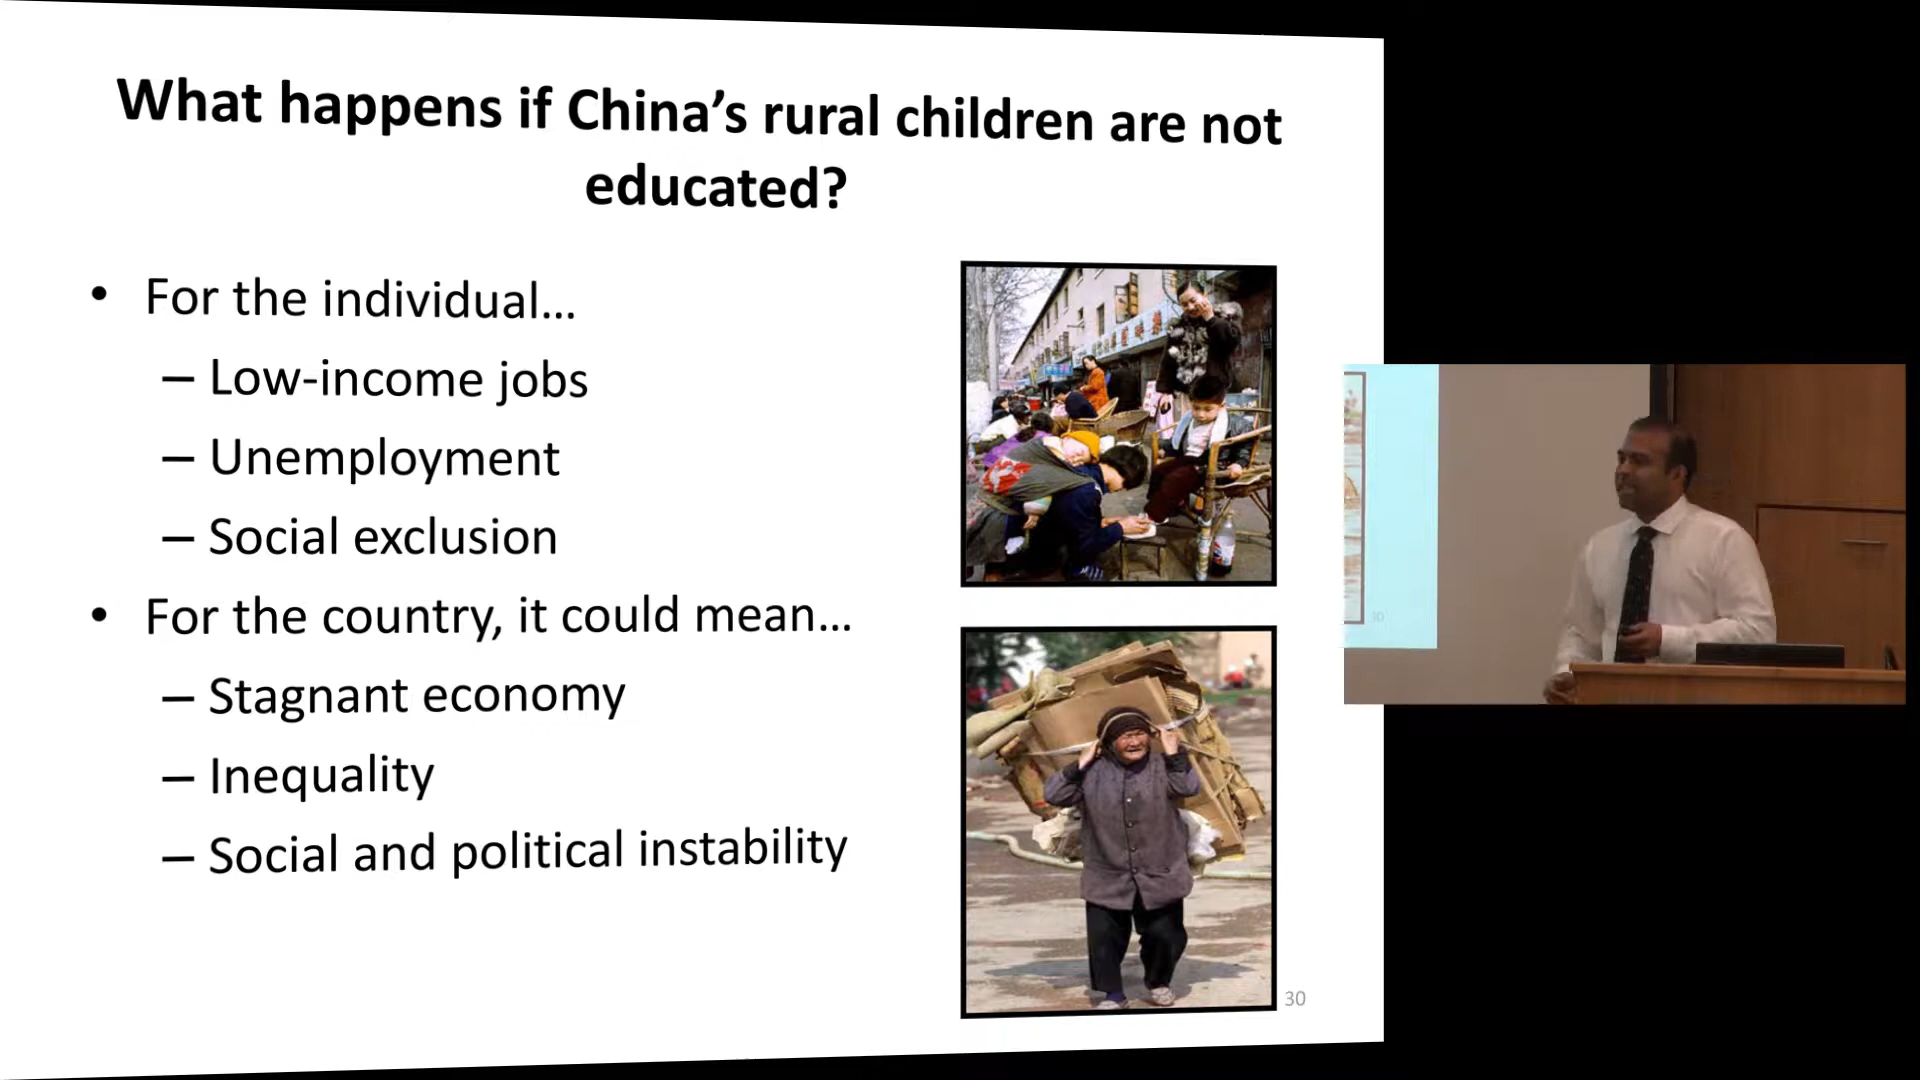 What happens if China's rural children are not
educated?
• For the individual...
– Low-income jobs
– Unemployment
– Social exclusion
• For the country, it could mean...
– Stagnant economy
– Inequality
– Social and political instability
30
30